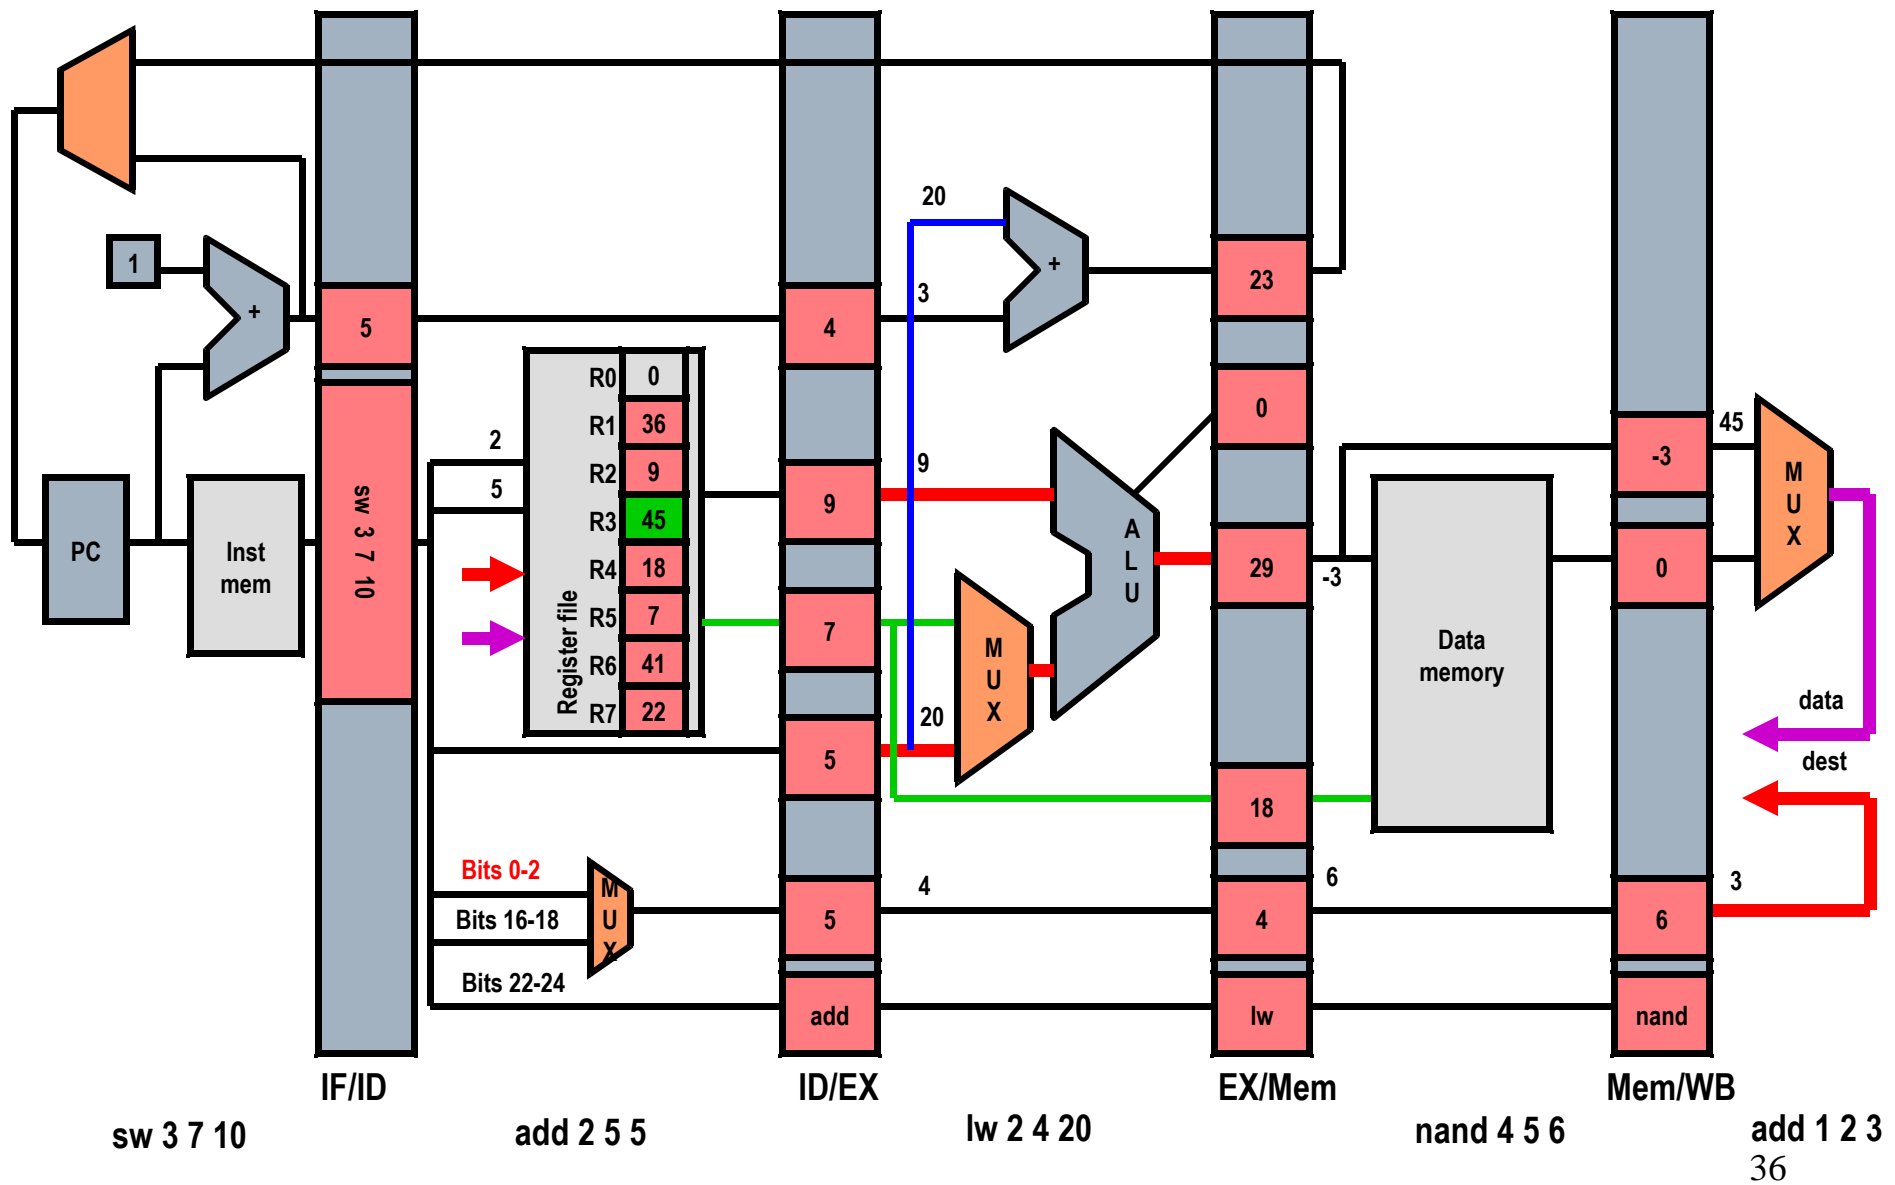 20
1
+
+
3
23
5
4
R0 0
R1 36
R2 9
R3 45
R4 18
R5 7
R6 41
R7 22
Register file
0
2
5
9
9
45
-3
M
U
X
PC
Inst
mem
sw 3 7 10
A
L
U
29
-3
0
7
M
U
X
Data
memory
20
5
data
dest
18
Bits 0-2
Bits 16-18
Bits 22-24
M
U
X
5
4
4
6
6
3
add
lw
nand
IF/ID
ID/EX
EX/Mem
Mem/WB
sw 3 7 10
add 2 5 5
lw 2 4 20
nand 4 5 6
add 1 2 3
36